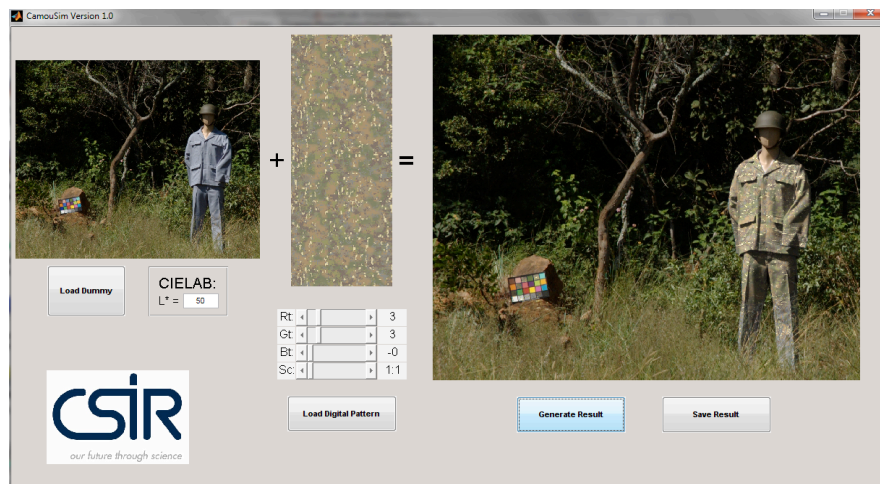 CamouSim Version 1.0
+
=
Load Dummy
CIELAB:
L* = 50
Rt: 3
Gt: 3
Bt: -0
Sc: 1:1
Load Digital Pattern
Generate Result
Save Result
CSIR
our future through science